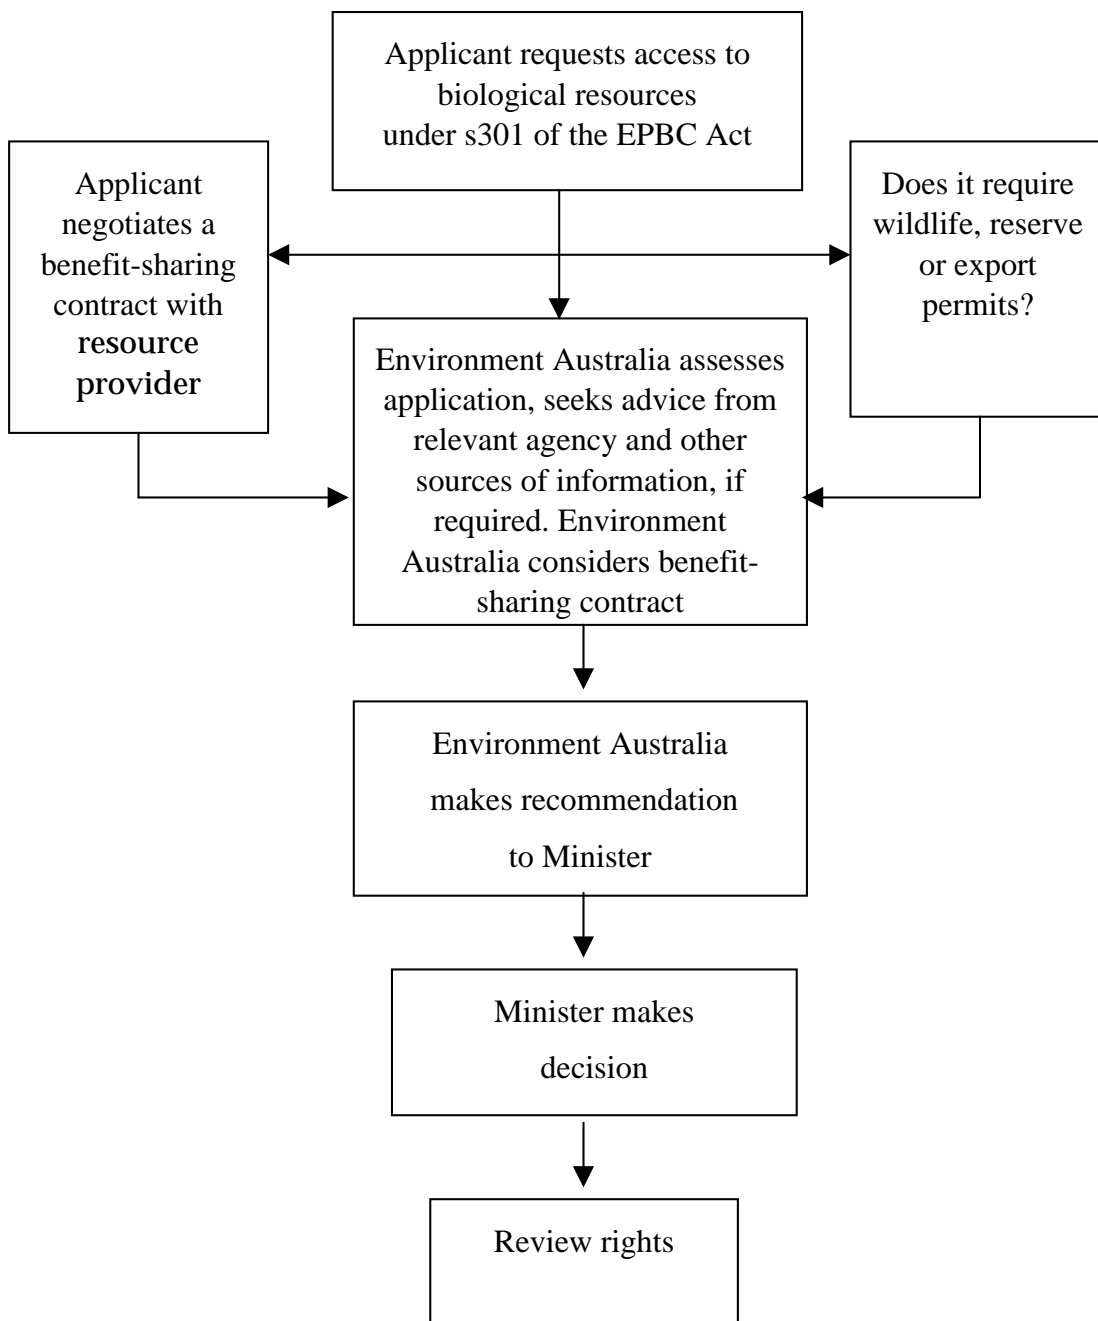 Applicant requests access to
biological resources
under s301 of the EPBC Act
Applicant
negotiates a
benefit-sharing
contract with
resource
provider
Does it require
wildlife, reserve
or export
permits?
Environment Australia assesses
application, seeks advice from
relevant agency and other
sources of information, if
required. Environment
Australia considers benefit-
sharing contract
Environment Australia
makes recommendation
to Minister
Minister makes
decision
Review rights